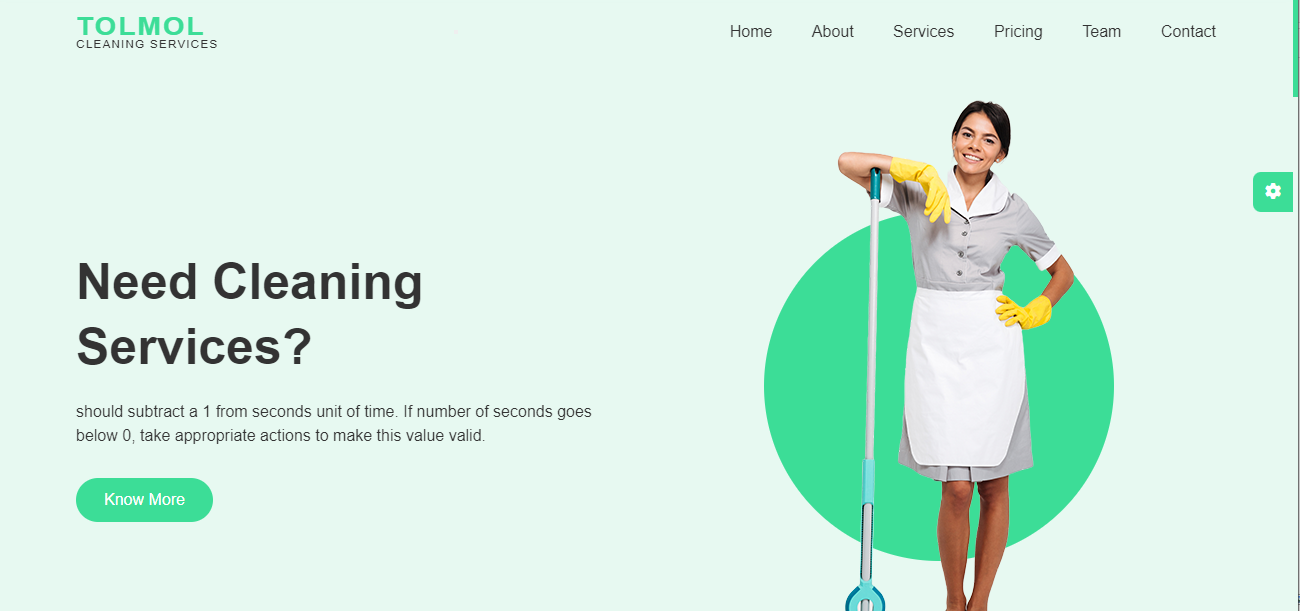 TOLMOL
CLEANING SERVICES
Home About Services Pricing Team Contact
Need Cleaning
Services?
should subtract a 1 from seconds unit of time. If number of seconds goes
below 0, take appropriate actions to make this value valid.
Know More